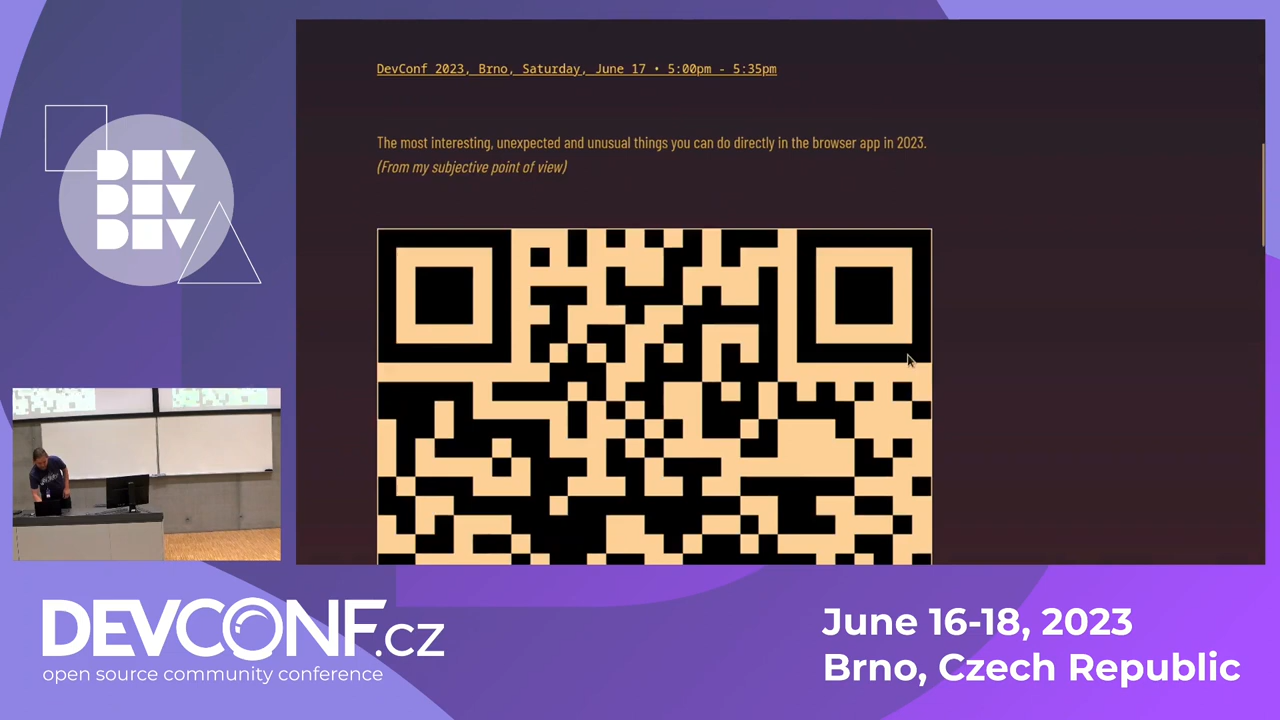 DevConf 2023, Brno, Saturday, June 17 • 5:00pm - 5:35pm
The most interesting, unexpected and unusual things you can do directly in the browser app in 2023.
(From my subjective point of view)
DEV
DEV
DEV
DEVCONF.cz
open source community conference
June 16-18, 2023
Brno, Czech Republic